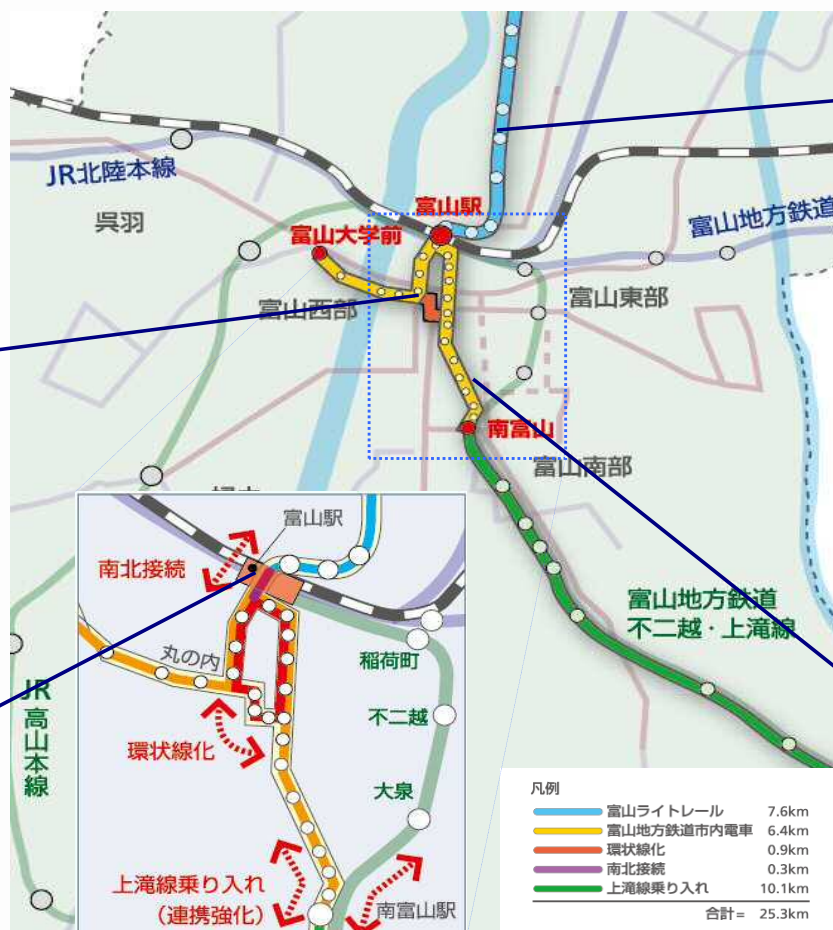 JR北陸本線
呉羽
富山駅
富山大学前
富山地方鉄道
富山西部
富山東部
南富山
富山南部
富山地方鉄道
不二越・上滝線
JR
高山本線
富山駅
南北接続
丸の内
稲荷町
環状線化
不二越
大泉
上滝線乗り入れ
（連携強化）
南富山駅
凡例
富山ライトレール 7.6km
富山地方鉄道市内電車 6.4km
環状線化 0.9km
南北接続 0.3km
上滝線乗り入れ 10.1km
合計= 25.3km